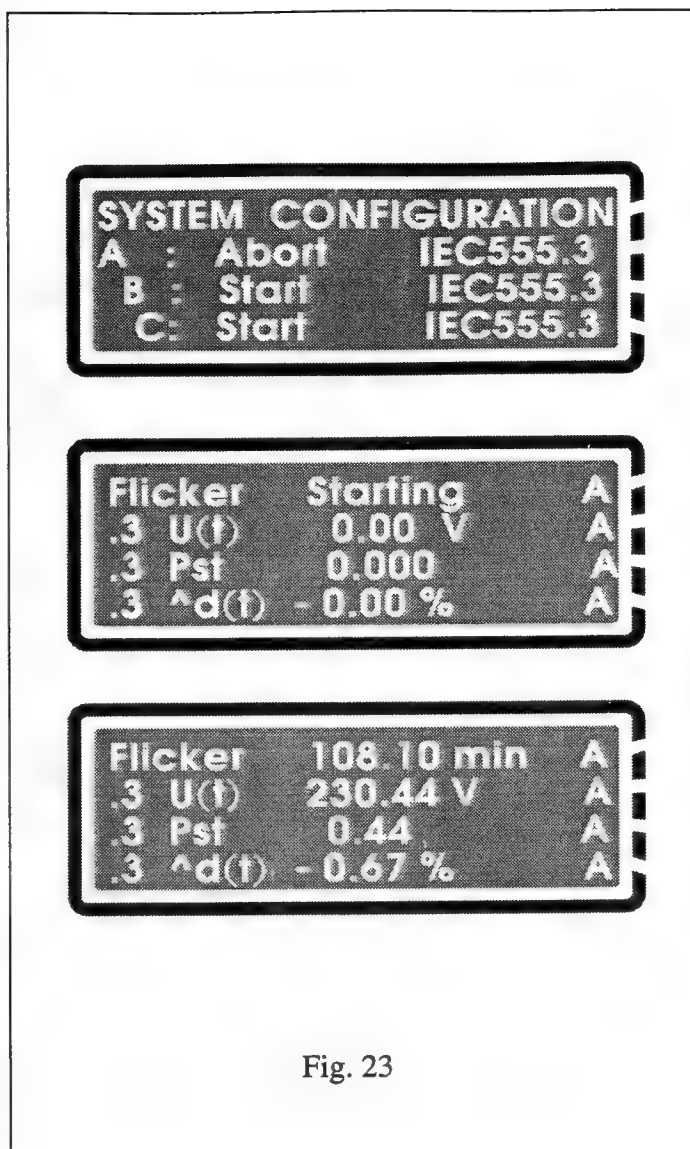 SYSTEM CONFIGURATION
A : Abort IEC555.3
B : Start IEC555.3
C: Start IEC555.3
Flicker Starting A
.3 U(t) 0.00 V A
.3 Pst 0.000 A
.3 ^d(t) - 0.00 % A
Flicker 108.10 min A
.3 U(t) 230.44 V A
.3 Pst 0.44 A
.3 ^d(t) - 0.67 % A
Fig. 23